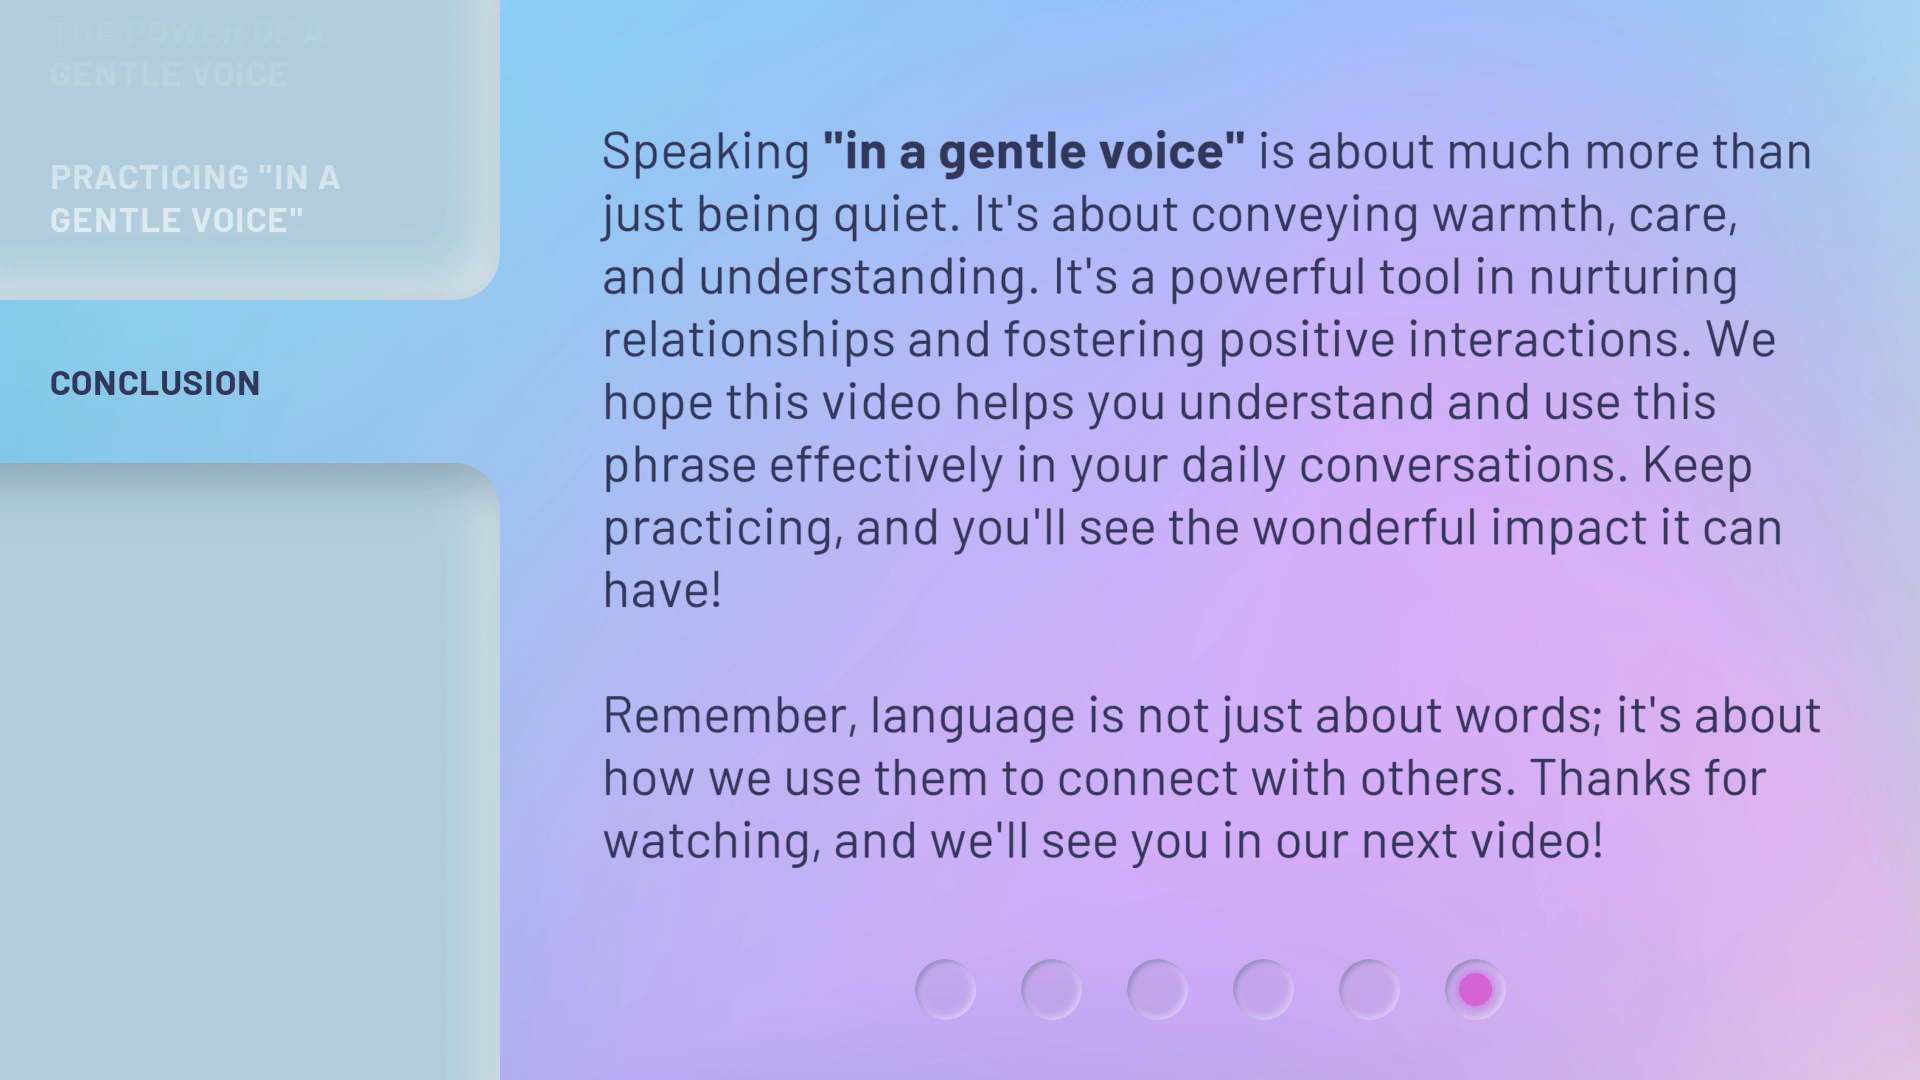 THE POWER OF A
GENTLE VOICE
PRACTICING "IN A
GENTLE VOICE"
CONCLUSION
Speaking "in a gentle voice" is about much more than
just being quiet. It's about conveying warmth, care,
and understanding. It's a powerful tool in nurturing
relationships and fostering positive interactions. We
hope this video helps you understand and use this
phrase effectively in your daily conversations. Keep
practicing, and you'll see the wonderful impact it can
have!
Remember, language is not just about words; it's about
how we use them to connect with others. Thanks for
watching, and we'll see you in our next video!